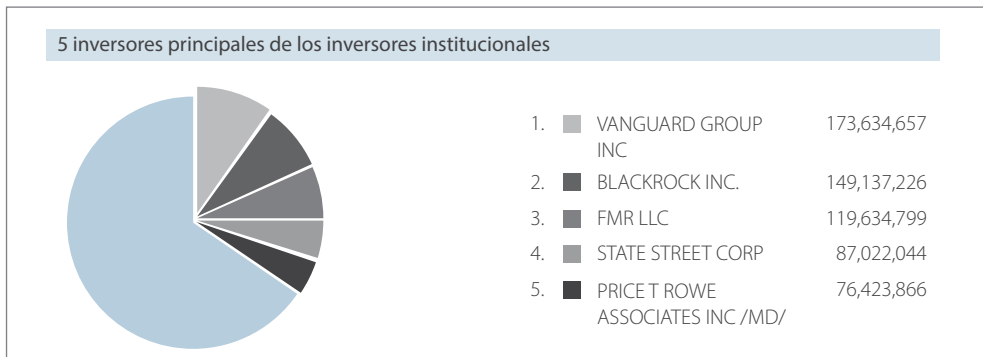 5 inversores principales de los inversores institucionales
1. VANGUARD GROUP 173,634,657
INC
2. BLACKROCK INC. 149,137,226
3. FMR LLC 119,634,799
4. STATE STREET CORP 87,022,044
5. PRICE T ROWE 76,423,866
ASSOCIATES INC /MD/